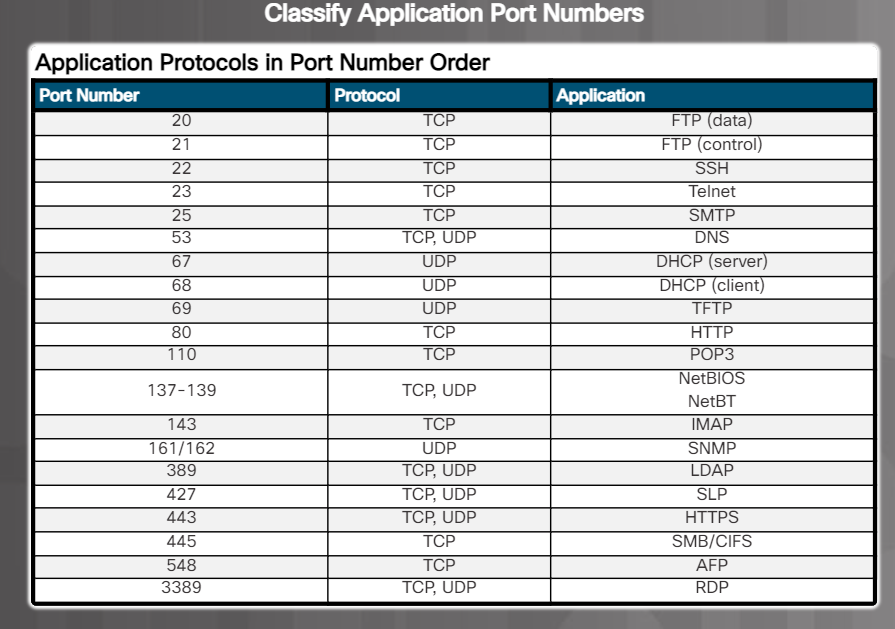 Classify Application Port Numbers
Application Protocols in Port Number Order
Port Number Protocol Application
20 TCP FTP (data)
21 TCP FTP (control)
22 TCP SSH
23 TCP Telnet
25 TCP SMTP
53 TCP, UDP DNS
67 UDP DHCP (server)
68 UDP DHCP (client)
69 UDP TFTP
80 TCP HTTP
110 TCP POP3
137-139 TCP, UDP NetBIOS
NetBT
143 TCP IMAP
161/162 UDP SNMP
389 TCP, UDP LDAP
427 TCP, UDP SLP
443 TCP, UDP HTTPS
445 TCP SMB/CIFS
548 TCP AFP
3389 TCP, UDP RDP